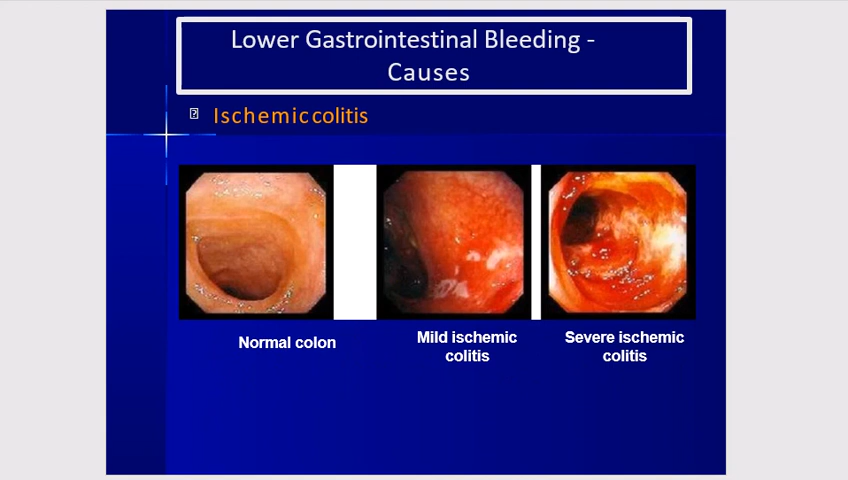 Lower Gastrointestinal Bleeding -
Causes
Ischemic colitis
Normal colon
Mild ischemic
colitis
Severe ischemic
colitis